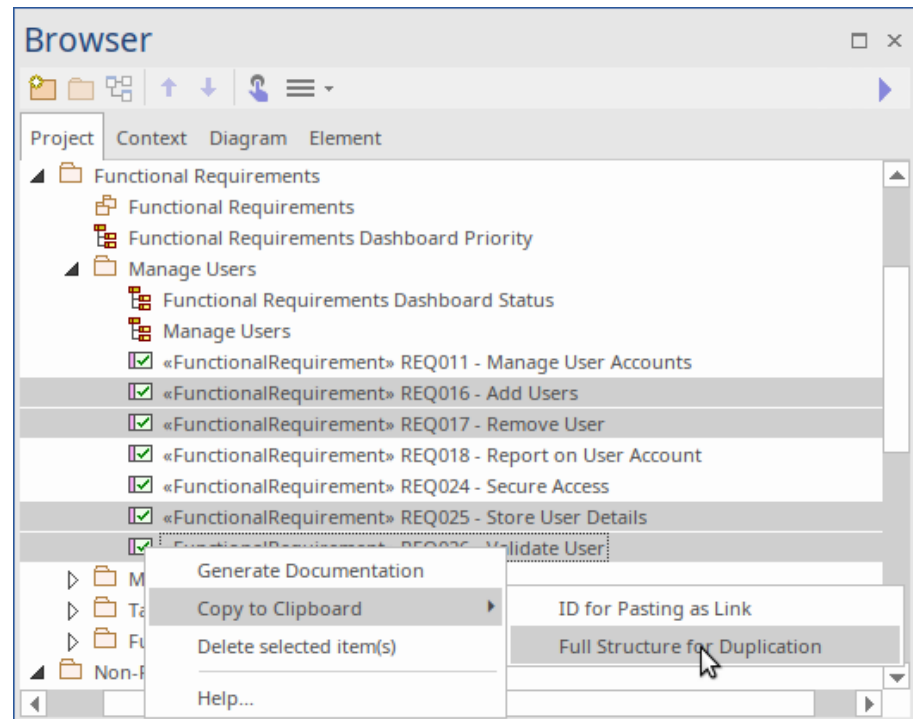 Browser
Project Context Diagram Element
Functional Requirements
Functional Requirements
Functional Requirements Dashboard Priority
Manage Users
Functional Requirements Dashboard Status
Manage Users
«FunctionalRequirement» REQ011 - Manage User Accounts
«FunctionalRequirement» REQ016 - Add Users
«FunctionalRequirement» REQ017 - Remove User
«FunctionalRequirement» REQ018 - Report on User Account
«FunctionalRequirement» REQ024 - Secure Access
«FunctionalRequirement» REQ025 - Store User Details
«FunctionalRequirement» REQ026 - Validate User
Generate Documentation
Copy to Clipboard
Delete selected item(s)
Help...
ID for Pasting as Link
Full Structure for Duplication